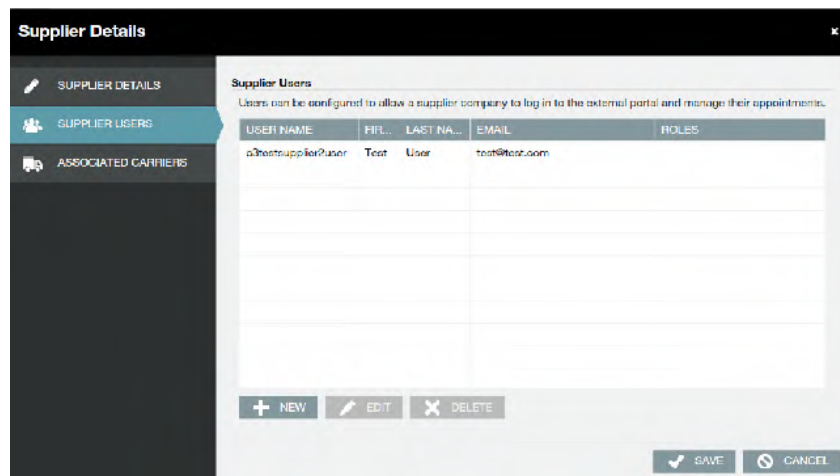 Supplier Details
x
SUPPLIER DETAILS
SUPPLIER USERS
ASSOCIATED CARRIERS
Supplier Users
Users can be configured to allow a supplier company to log in to the external portal and manage their appointments.
USER NAME FIR... LAST NA... EMAIL ROLES
a3testsupplier2user Test User test@test.com
NEW EDIT DELETE
SAVE CANCEL